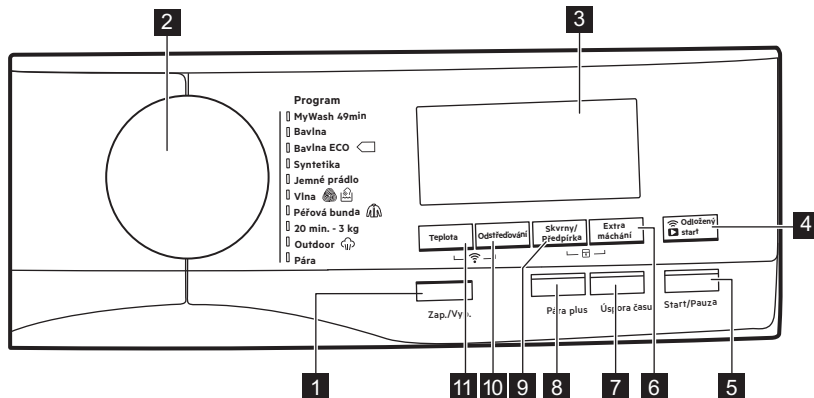 2
3
Program
MyWash 49min
Bavlna
Bavlna ECO
Syntetika
Jemné prádlo
Vlna
Péřová bunda
20 min. - 3 kg
Outdoor
Pára
Teplota
Odstřeďování
Skvrny/
Předpírka
Extra
máchání
Odložený
start
4
Zap./Vyp.
Pára plus
Úspora času
Start/Pauza
1
11
10
9
8
7
6
5